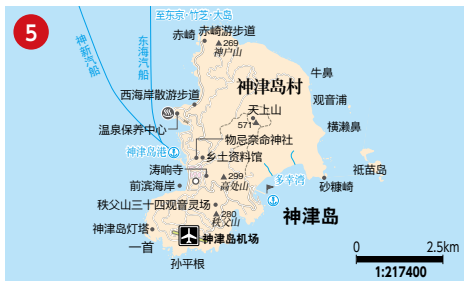 5
至东京·竹芝·大岛
神新汽船
东海汽船
赤崎
赤崎游步道
269
神户山
神津岛村
牛鼻
观音浦
西海岸散游步道
天上山
571
横濑鼻
温泉保养中心
物忌奈命神社
神津岛港
乡土资料馆
祗苗岛
涛响寺
299
高处山
多幸湾
前滨海岸
砂糠崎
秩父山三十四观音灵场
280
秩父山
神津岛
神津岛灯塔
神津岛机场
一首
孙平根
0
2.5km
1:217400